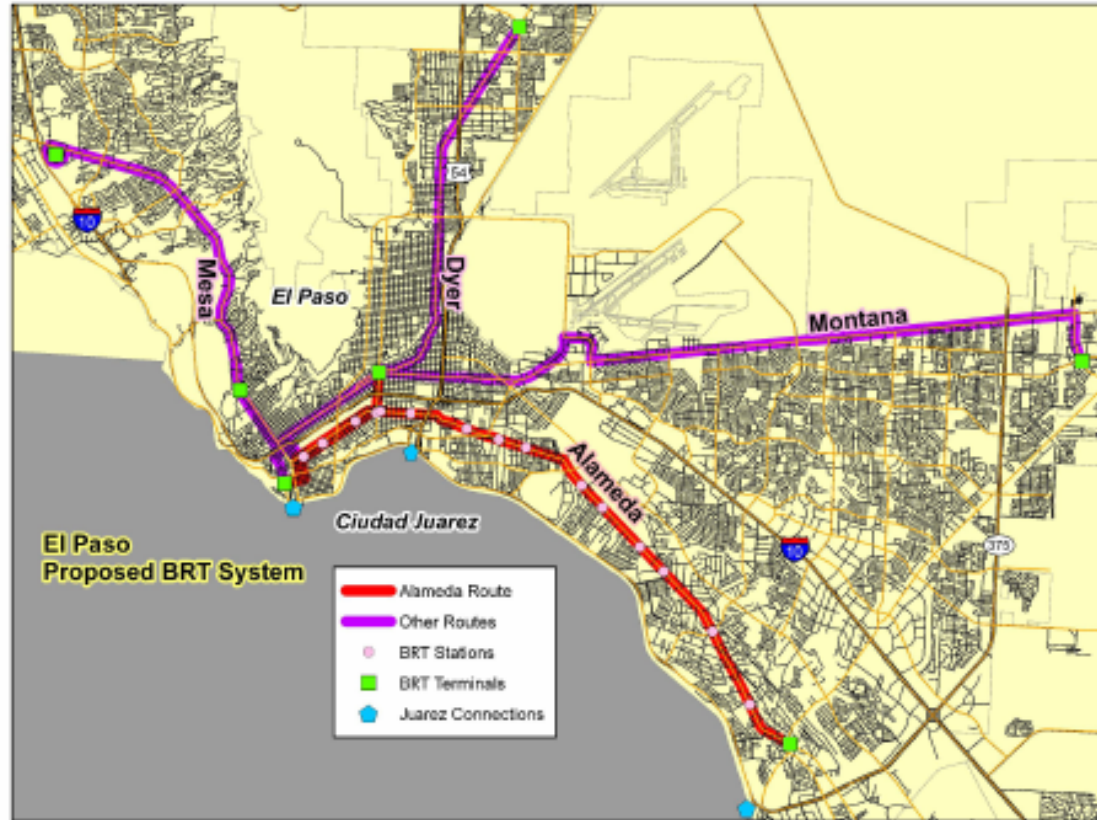 54
10
Mesa
El Paso
Dyer
Montana
Alameda
Ciudad Juarez
10
375
El Paso
Proposed BRT System
Alameda Route
Other Routes
BRT Stations
BRT Terminals
Juarez Connections